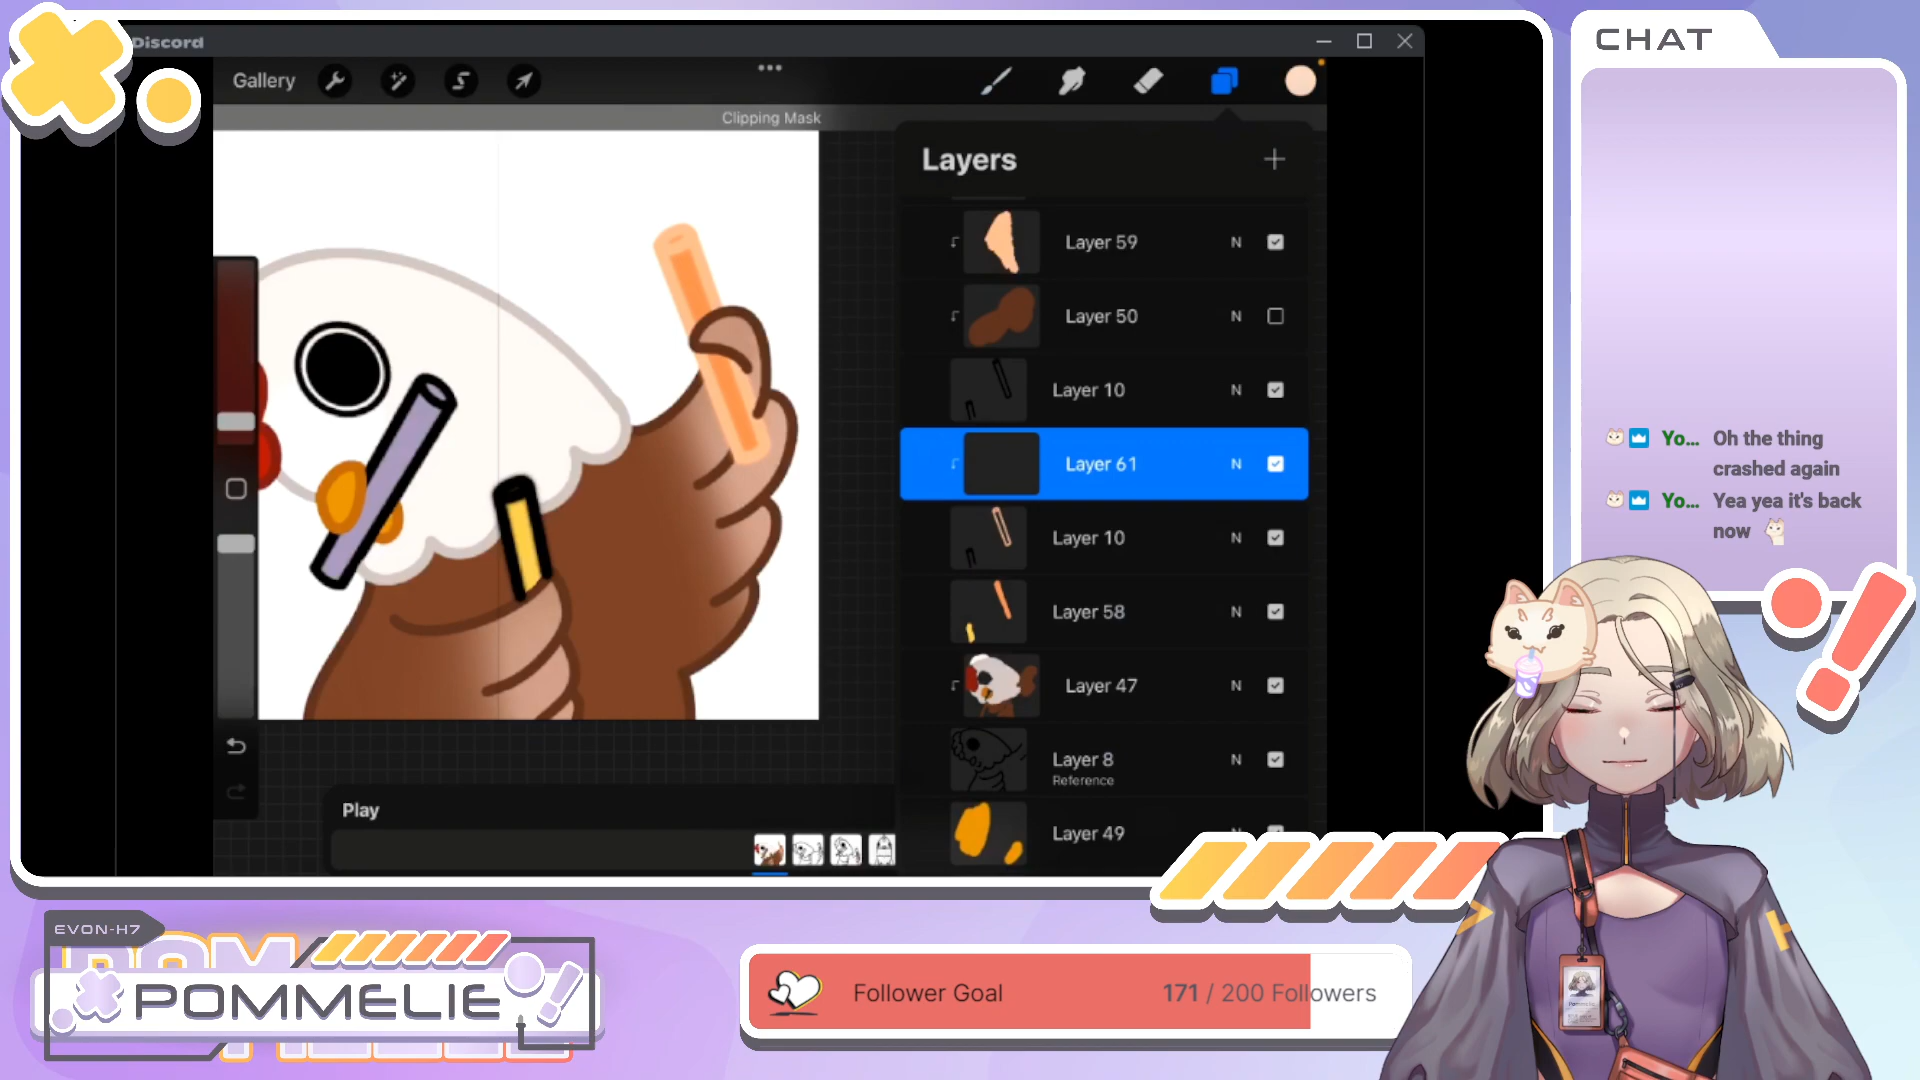 Discord
CHAT
Gallery
Clipping Mask
Layers
Layer 59
N
Layer 50
N
Layer 10
N
Layer 61
N
Layer 10
N
Layer 58
N
Layer 47
N
Layer 8
Reference
N
Layer 49
Play
Yo... Oh the thing
crashed again
Yo... Yea yea it's back
now
EVON-H7
POMMELIE
Follower Goal
171 / 200 Followers